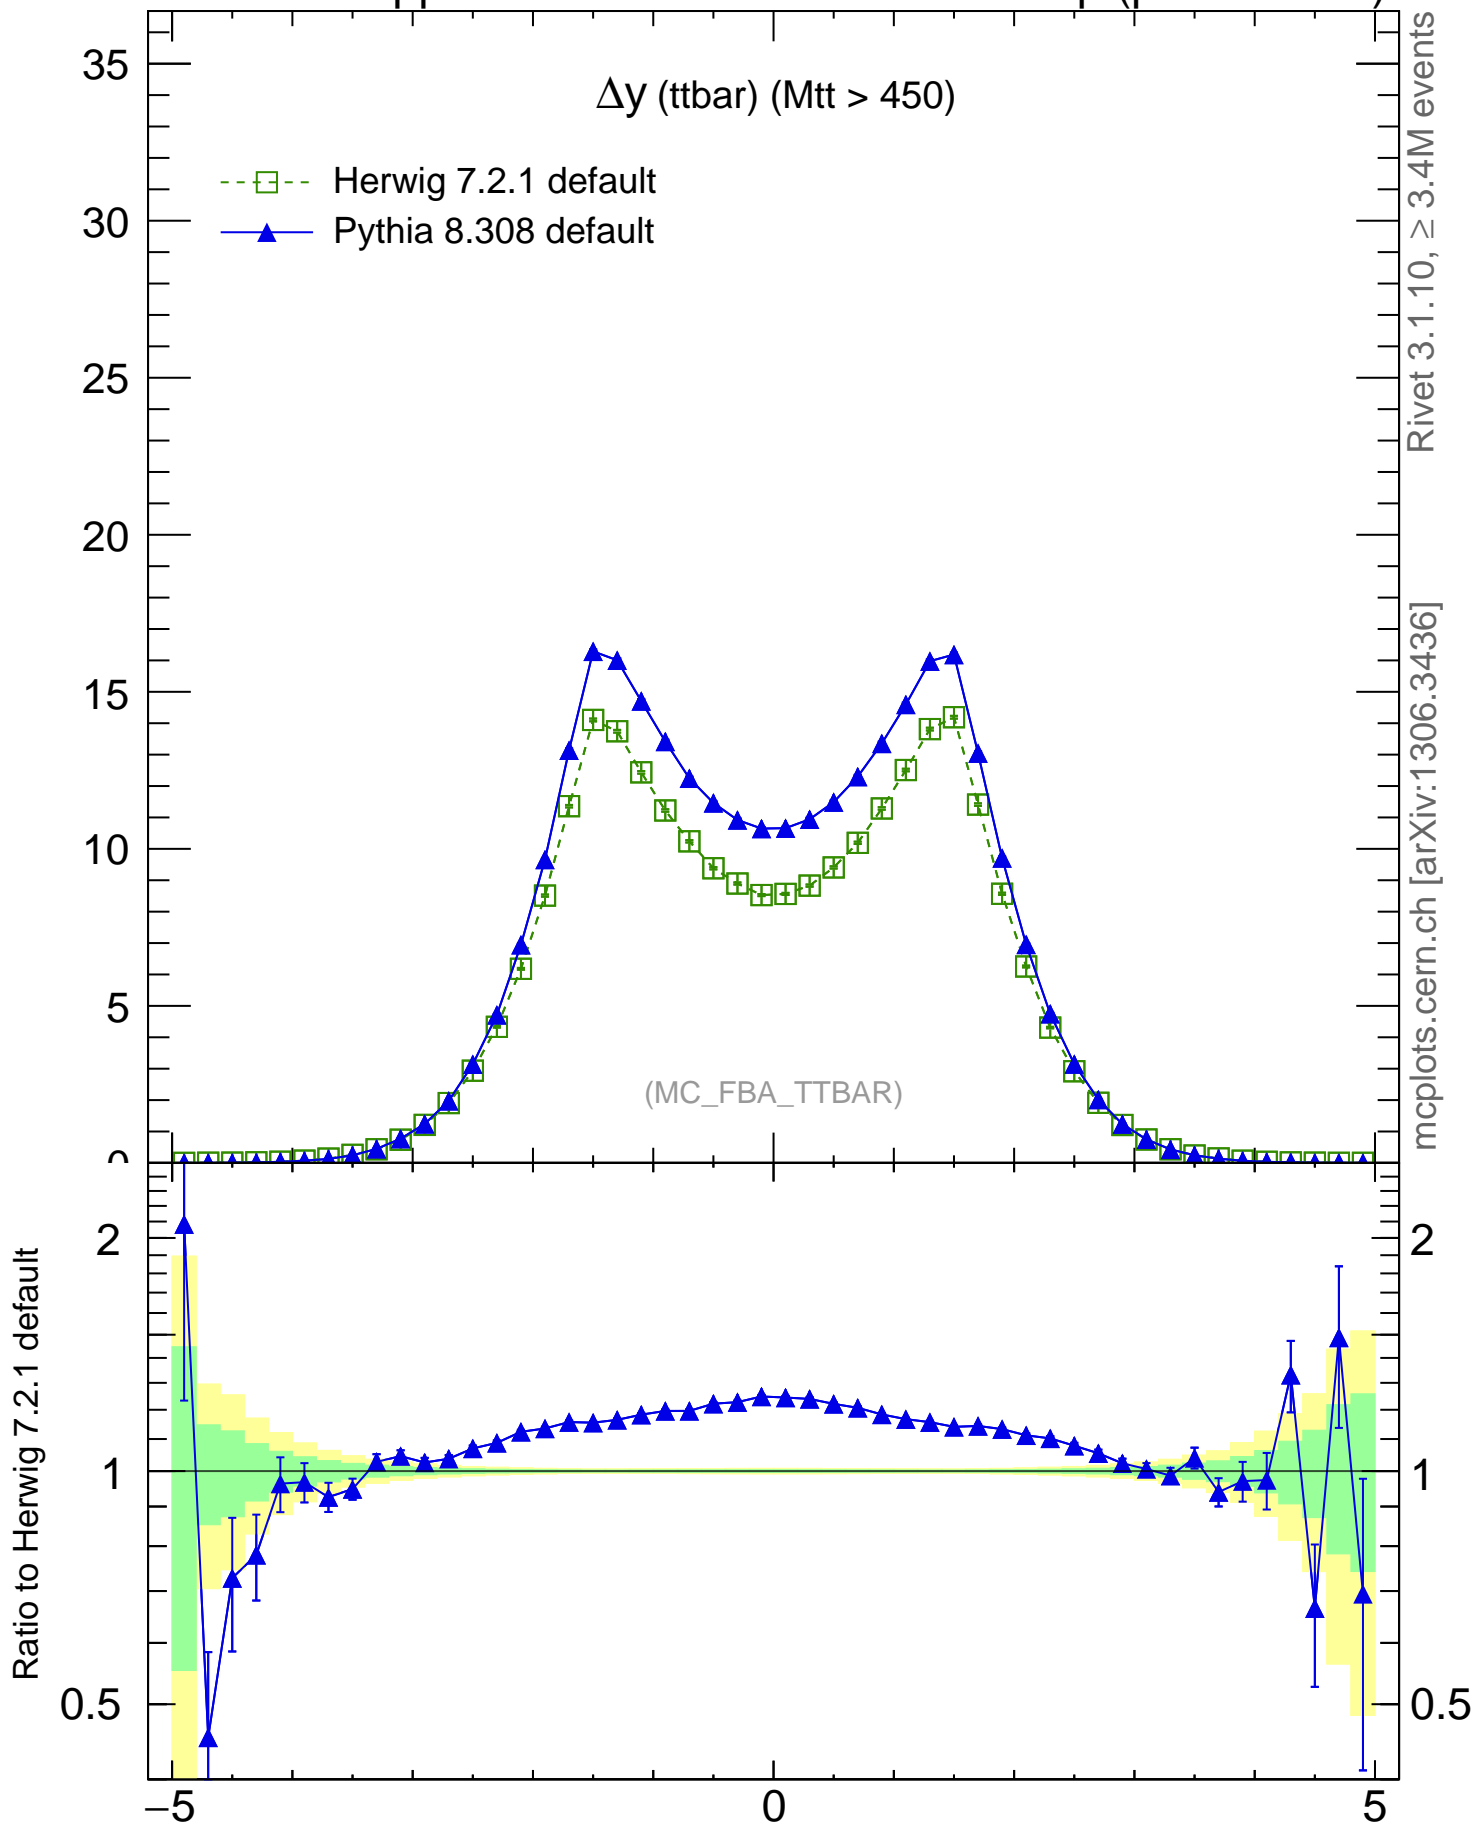 Δy (ttbar) (Mtt > 450)
Herwig 7.2.1 default
Pythia 8.308 default
35
30
25
20
15
10
5
0
(MC_FBA_TTBAR)
Rivet 3.1.10, ≥ 3.4M events
mcplots.cern.ch [arXiv:1306.3436]
Ratio to Herwig 7.2.1 default
2
1
0.5
2
1
0.5
−5
0
5